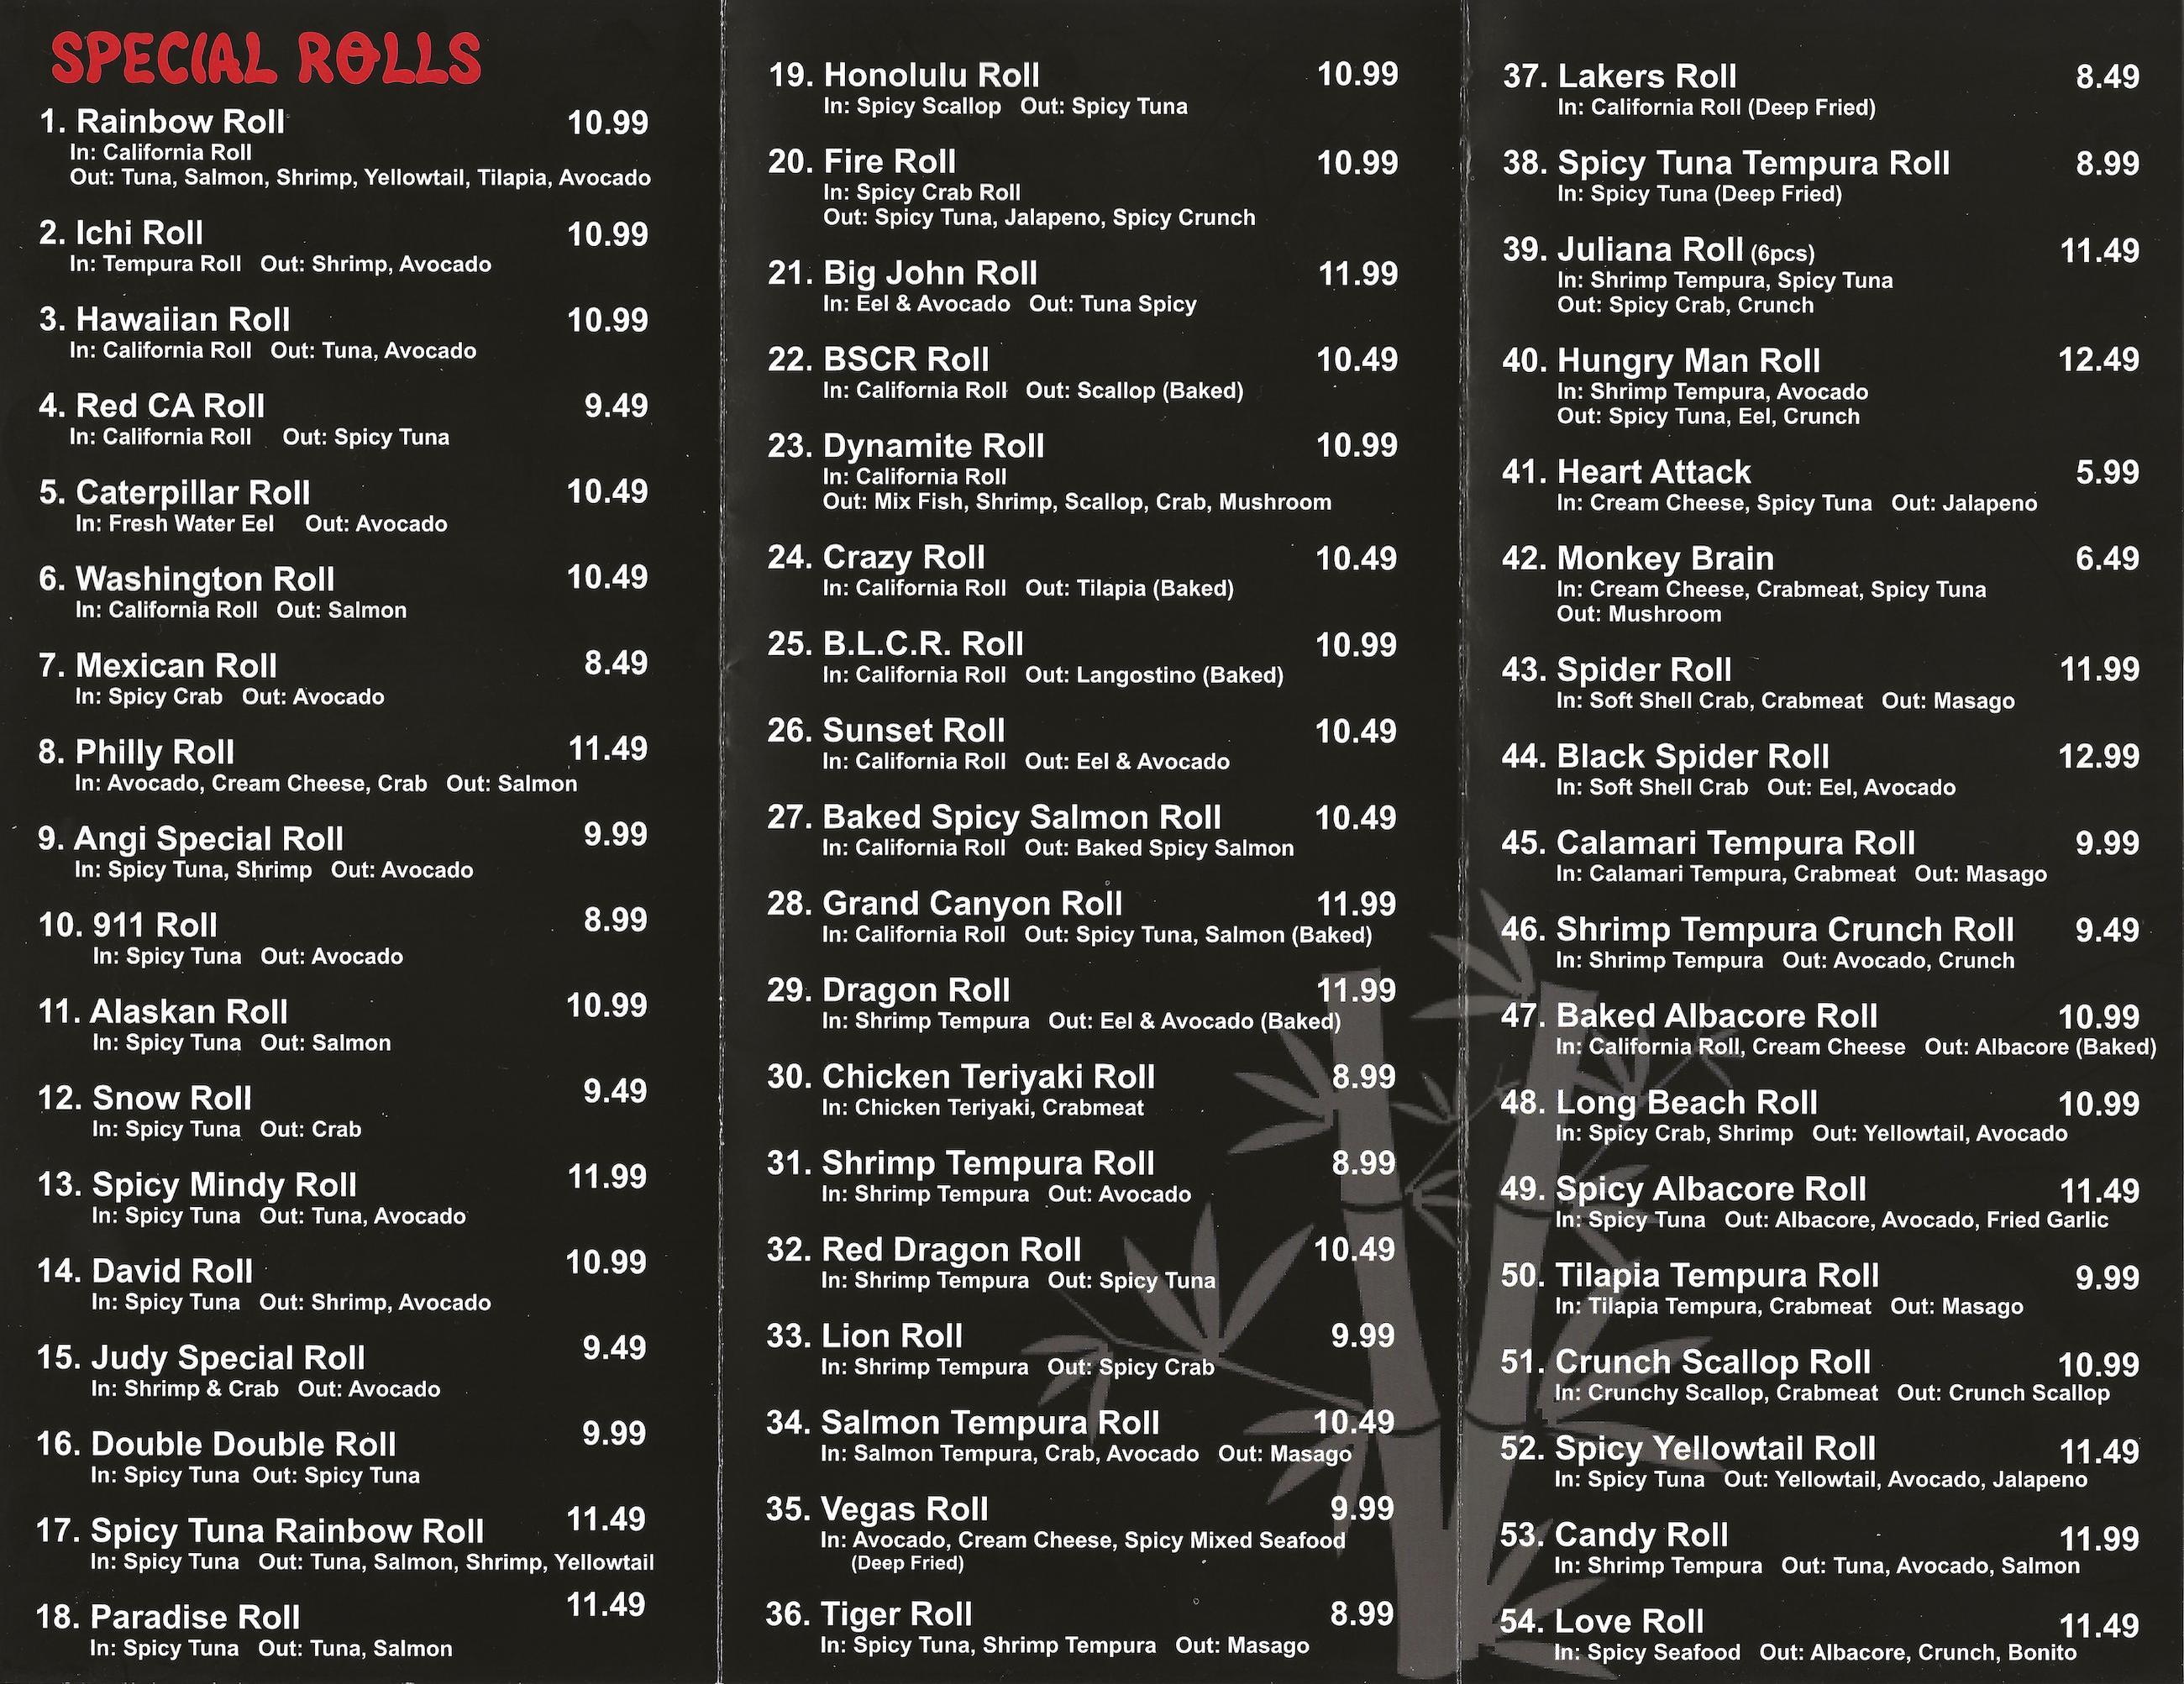 SPECIAL ROLLS
1. Rainbow Roll 10.99
In: California Roll
Out: Tuna, Salmon, Shrimp, Yellowtail, Tilapia, Avocado
2. Ichi Roll 10.99
In: Tempura Roll Out: Shrimp, Avocado
3. Hawaiian Roll 10.99
In: California Roll Out: Tuna, Avocado
4. Red CA Roll 9.49
In: California Roll Out: Spicy Tuna
5. Caterpillar Roll 10.49
In: Fresh Water Eel Out: Avocado
6. Washington Roll 10.49
In: California Roll Out: Salmon
7. Mexican Roll 8.49
In: Spicy Crab Out: Avocado
8. Philly Roll 11.49
In: Avocado, Cream Cheese, Crab Out: Salmon
9. Angi Special Roll 9.99
In: Spicy Tuna, Shrimp Out: Avocado
10. 911 Roll 8.99
In: Spicy Tuna Out: Avocado
11. Alaskan Roll 10.99
In: Spicy Tuna Out: Salmon
12. Snow Roll 9.49
In: Spicy Tuna Out: Crab
13. Spicy Mindy Roll 11.99
In: Spicy Tuna Out: Tuna, Avocado
14. David Roll 10.99
In: Spicy Tuna Out: Shrimp, Avocado
15. Judy Special Roll 9.49
In: Shrimp & Crab Out: Avocado
16. Double Double Roll 9.99
In: Spicy Tuna Out: Spicy Tuna
17. Spicy Tuna Rainbow Roll 11.49
In: Spicy Tuna Out: Tuna, Salmon, Shrimp, Yellowtail
18. Paradise Roll 11.49
In: Spicy Tuna Out: Tuna, Salmon
19. Honolulu Roll 10.99
In: Spicy Scallop Out: Spicy Tuna
20. Fire Roll 10.99
In: Spicy Crab Roll
Out: Spicy Tuna, Jalapeno, Spicy Crunch
21. Big John Roll 11.99
In: Eel & Avocado Out: Tuna Spicy
22. BSCR Roll 10.49
In: California Roll Out: Scallop (Baked)
23. Dynamite Roll 10.99
In: California Roll
Out: Mix Fish, Shrimp, Scallop, Crab, Mushroom
24. Crazy Roll 10.49
In: California Roll Out: Tilapia (Baked)
25. B.L.C.R. Roll 10.99
In: California Roll Out: Langostino (Baked)
26. Sunset Roll 10.49
In: California Roll Out: Eel & Avocado
27. Baked Spicy Salmon Roll 10.49
In: California Roll Out: Baked Spicy Salmon
28. Grand Canyon Roll 11.99
In: California Roll Out: Spicy Tuna, Salmon (Baked)
29. Dragon Roll 11.99
In: Shrimp Tempura Out: Eel & Avocado (Baked)
30. Chicken Teriyaki Roll 8.99
In: Chicken Teriyaki, Crabmeat
31. Shrimp Tempura Roll 8.99
In: Shrimp Tempura Out: Avocado
32. Red Dragon Roll 10.49
In: Shrimp Tempura Out: Spicy Tuna
33. Lion Roll 9.99
In: Shrimp Tempura Out: Spicy Crab
34. Salmon Tempura Roll 10.49
In: Salmon Tempura, Crab, Avocado Out: Masago
35. Vegas Roll 9.99
In: Avocado, Cream Cheese, Spicy Mixed Seafood
(Deep Fried)
36. Tiger Roll 8.99
In: Spicy Tuna, Shrimp Tempura Out: Masago
37. Lakers Roll 8.49
In: California Roll (Deep Fried)
38. Spicy Tuna Tempura Roll 8.99
In: Spicy Tuna (Deep Fried)
39. Juliana Roll (6pcs) 11.49
In: Shrimp Tempura, Spicy Tuna
Out: Spicy Crab, Crunch
40. Hungry Man Roll 12.49
In: Shrimp Tempura, Avocado
Out: Spicy Tuna, Eel, Crunch
41. Heart Attack 5.99
In: Cream Cheese, Spicy Tuna Out: Jalapeno
42. Monkey Brain 6.49
In: Cream Cheese, Crabmeat, Spicy Tuna
Out: Mushroom
43. Spider Roll 11.99
In: Soft Shell Crab, Crabmeat Out: Masago
44. Black Spider Roll 12.99
In: Soft Shell Crab Out: Eel, Avocado
45. Calamari Tempura Roll 9.99
In: Calamari Tempura, Crabmeat Out: Masago
46. Shrimp Tempura Crunch Roll 9.49
In: Shrimp Tempura Out: Avocado, Crunch
47. Baked Albacore Roll 10.99
In: California Roll, Cream Cheese Out: Albacore (Baked)
48. Long Beach Roll 10.99
In: Spicy Crab, Shrimp Out: Yellowtail, Avocado
49. Spicy Albacore Roll 11.49
In: Spicy Tuna Out: Albacore, Avocado, Fried Garlic
50. Tilapia Tempura Roll 9.99
In: Tilapia Tempura, Crabmeat Out: Masago
51. Crunch Scallop Roll 10.99
In: Crunchy Scallop, Crabmeat Out: Crunch Scallop
52. Spicy Yellowtail Roll 11.49
In: Spicy Tuna Out: Yellowtail, Avocado, Jalapeno
53. Candy Roll 11.99
In: Shrimp Tempura Out: Tuna, Avocado, Salmon
54. Love Roll 11.49
In: Spicy Seafood Out: Albacore, Crunch, Bonito